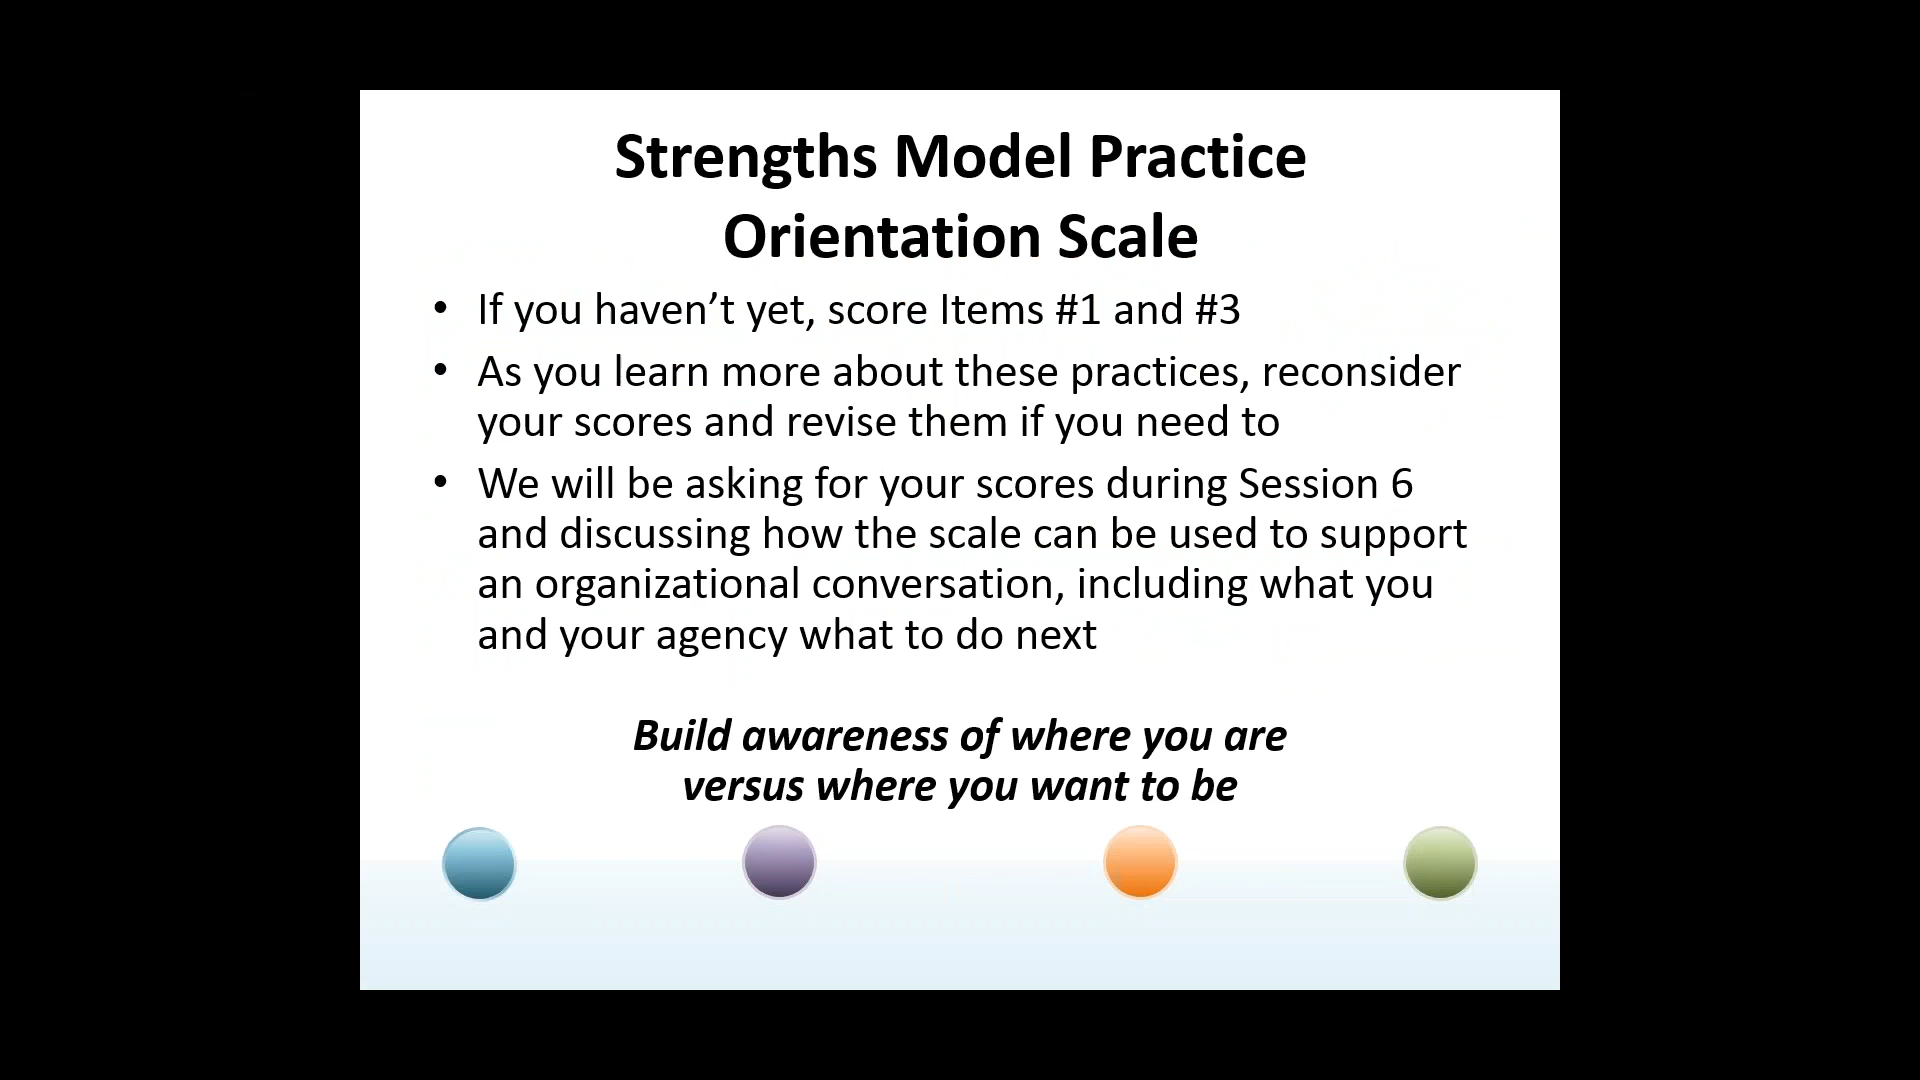 Strengths Model Practice
Orientation Scale
• If you haven’t yet, score Items #1 and #3
• As you learn more about these practices, reconsider
your scores and revise them if you need to
• We will be asking for your scores during Session 6
and discussing how the scale can be used to support
an organizational conversation, including what you
and your agency what to do next
Build awareness of where you are
versus where you want to be